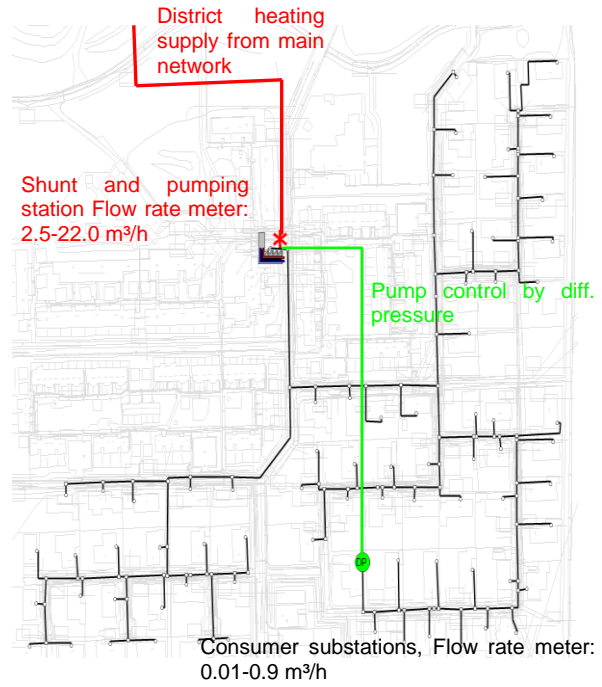 District heating
supply from main
network
Shunt and pumping
station Flow rate meter:
2.5-22.0 m³/h
Pump control by diff.
pressure
DP
Consumer substations, Flow rate meter:
0.01-0.9 m³/h